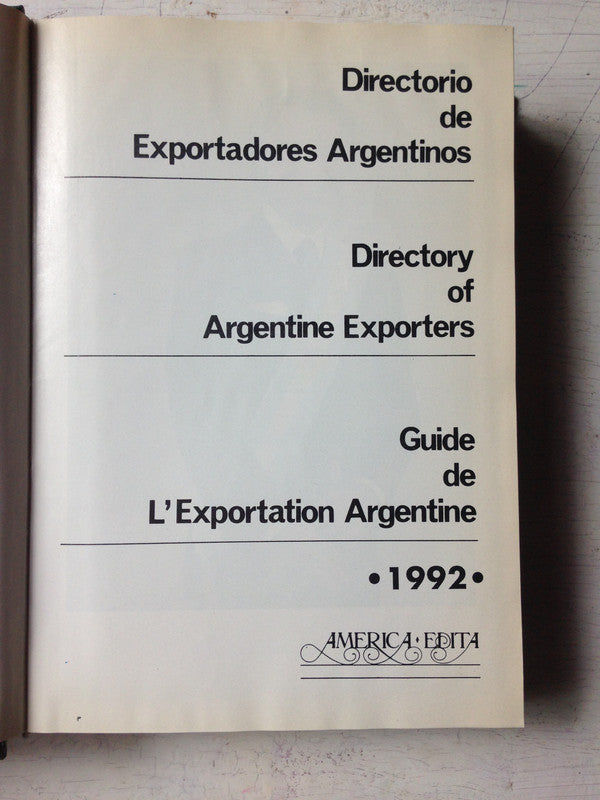 Directorio
de
Exportadores Argentinos
Directory
of
Argentine Exporters
Guide
de
L'Exportation Argentine
•1992•
AMERICA • EDITA